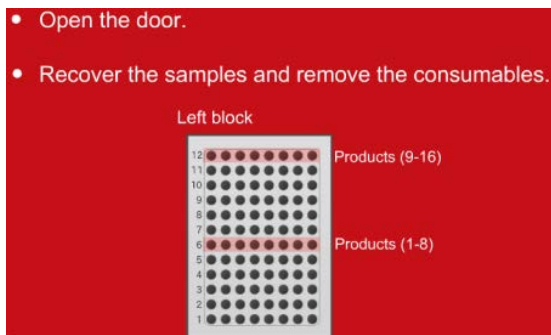 • Open the door.
• Recover the samples and remove the consumables.
Left block
12 Products (9-16)
11
10
9
8
7
6 Products (1-8)
5
4
3
2
1